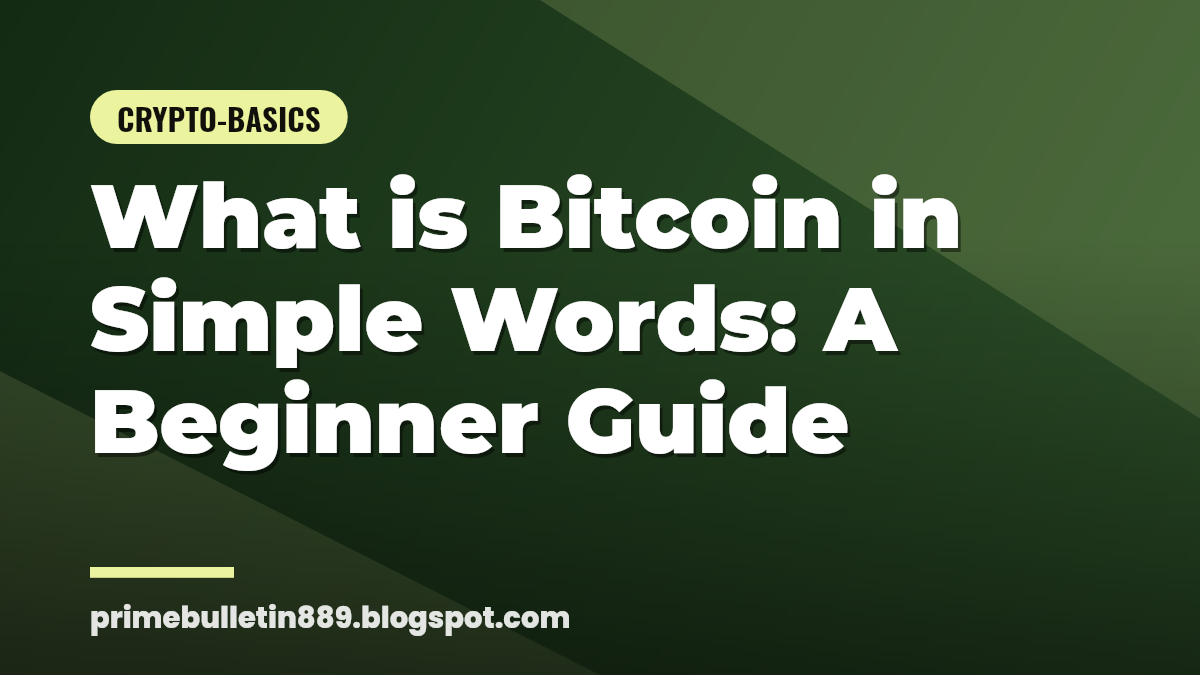 CRYPTO-BASICS
What is Bitcoin in
Simple Words: A
Beginner Guide
primebulletin889.blogspot.com